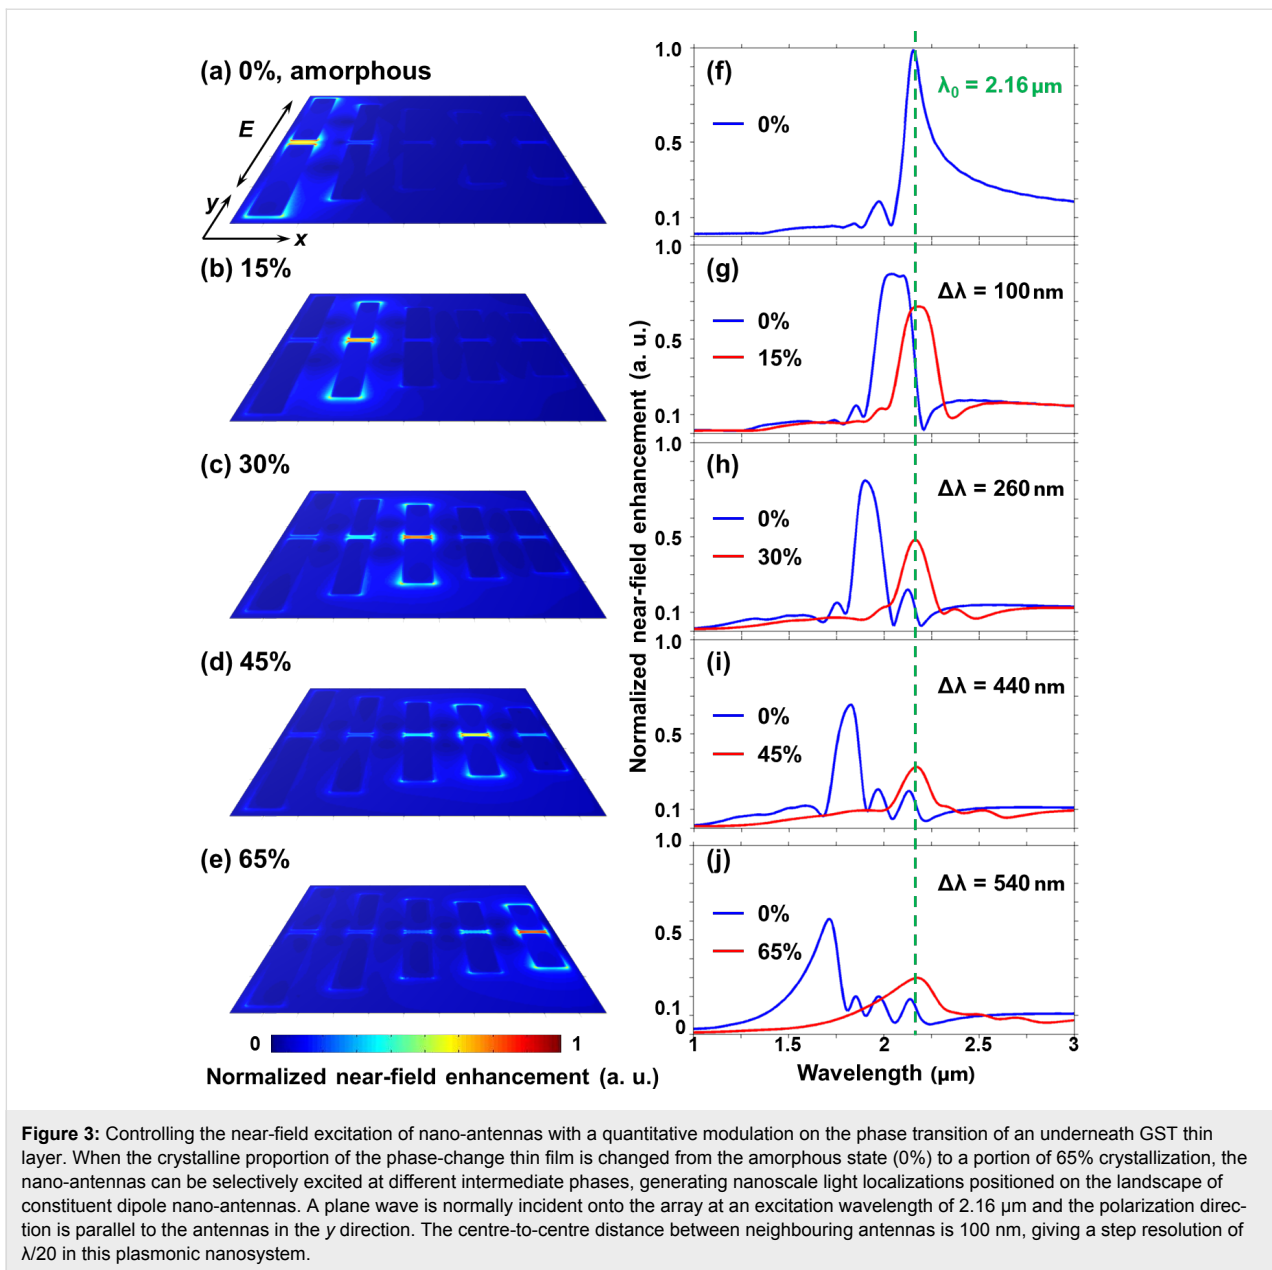 (a) 0%, amorphous
E
y
x
(b) 15%
(c) 30%
(d) 45%
(e) 65%
0
1
Normalized near-field enhancement (a. u.)
Normalized near-field enhancement (a. u.)
(f)
λ0 = 2.16 μm
0%
1.0
0.5
0.1
(g)
Δλ = 100 nm
0%
15%
1.0
0.5
0.1
(h)
Δλ = 260 nm
0%
30%
1.0
0.5
0.1
(i)
Δλ = 440 nm
0%
45%
1.0
0.5
0.1
(j)
Δλ = 540 nm
0%
65%
1.0
0.5
0.1
0
1 1.5 2 2.5 3
Wavelength (μm)
Figure 3: Controlling the near-field excitation of nano-antennas with a quantitative modulation on the phase transition of an underneath GST thin
layer. When the crystalline proportion of the phase-change thin film is changed from the amorphous state (0%) to a portion of 65% crystallization, the
nano-antennas can be selectively excited at different intermediate phases, generating nanoscale light localizations positioned on the landscape of
constituent dipole nano-antennas. A plane wave is normally incident onto the array at an excitation wavelength of 2.16 μm and the polarization direc-
tion is parallel to the antennas in the y direction. The centre-to-centre distance between neighbouring antennas is 100 nm, giving a step resolution of
λ/20 in this plasmonic nanosystem.